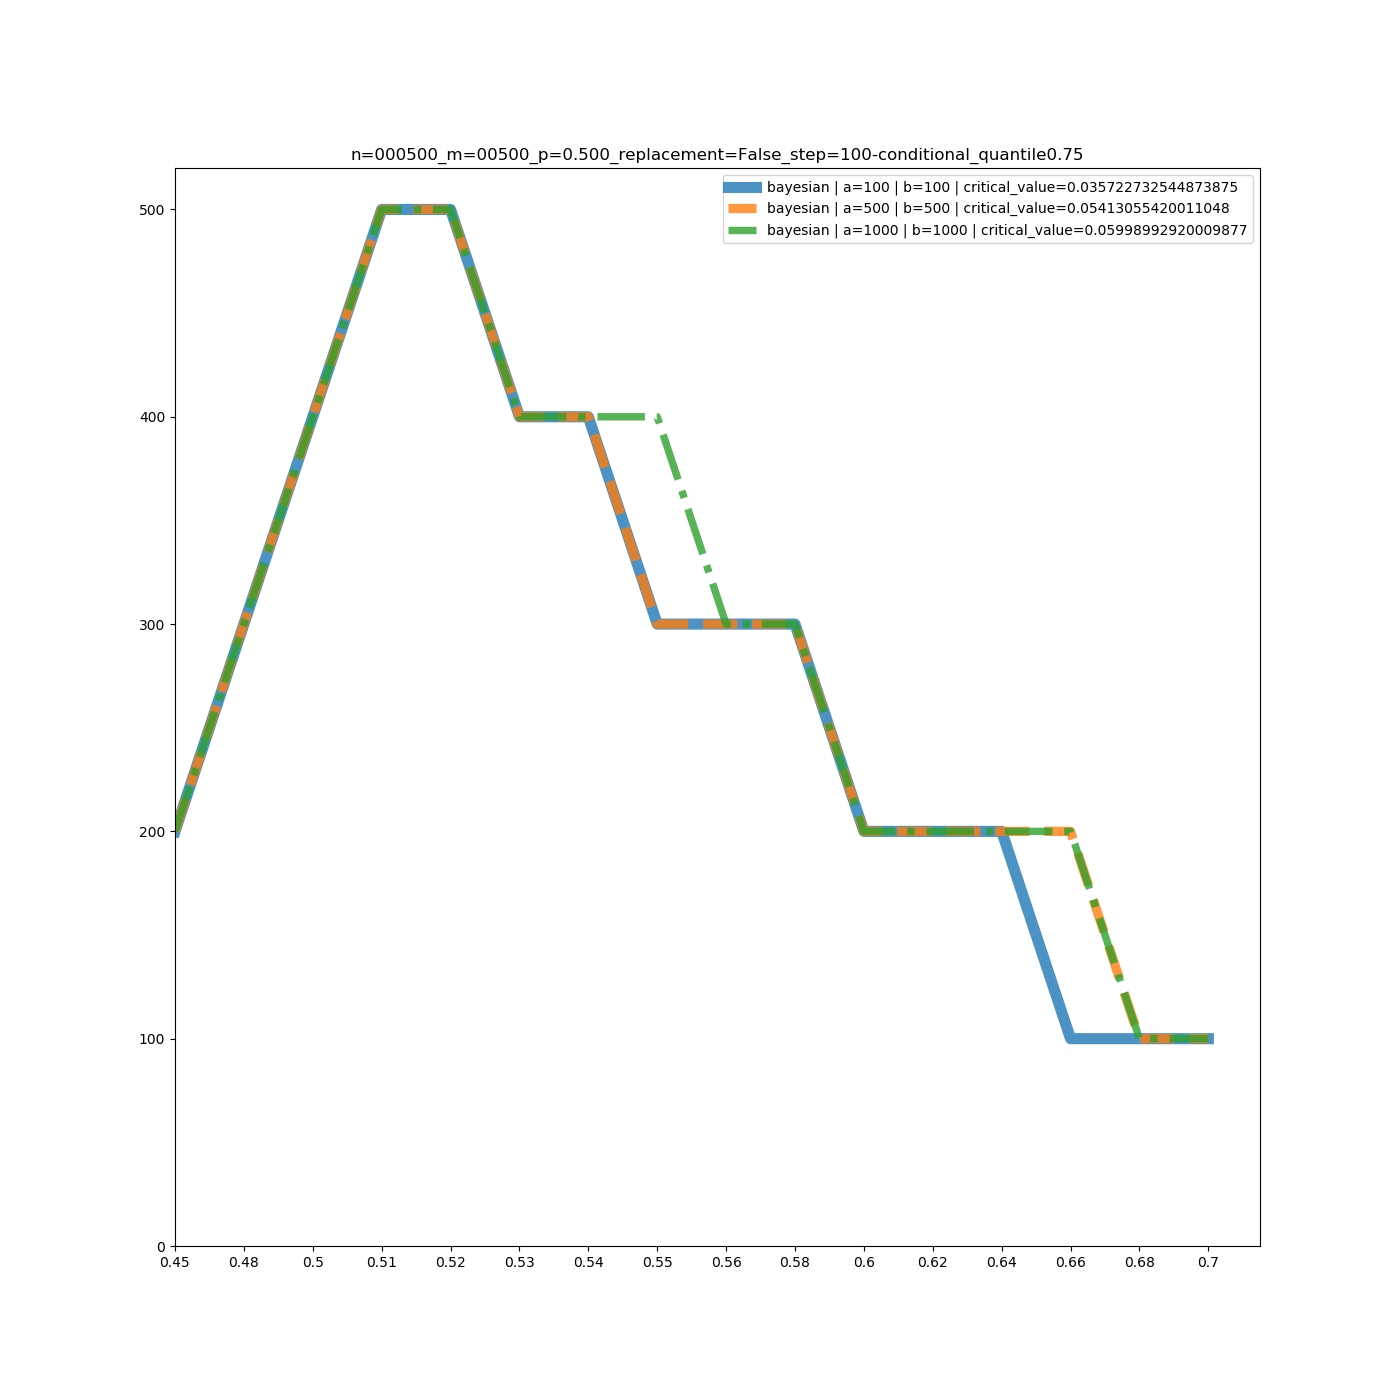 n=000500_m=00500_p=0.500_replacement=False_step=100-conditional_quantile0.75
bayesian | a=100 | b=100 | critical_value=0.035722732544873875
bayesian | a=500 | b=500 | critical_value=0.05413055420011048
bayesian | a=1000 | b=1000 | critical_value=0.05998992920009877
500
400
300
200
100
0
0.45 0.48 0.5 0.51 0.52 0.53 0.54 0.55 0.56 0.58 0.6 0.62 0.64 0.66 0.68 0.7